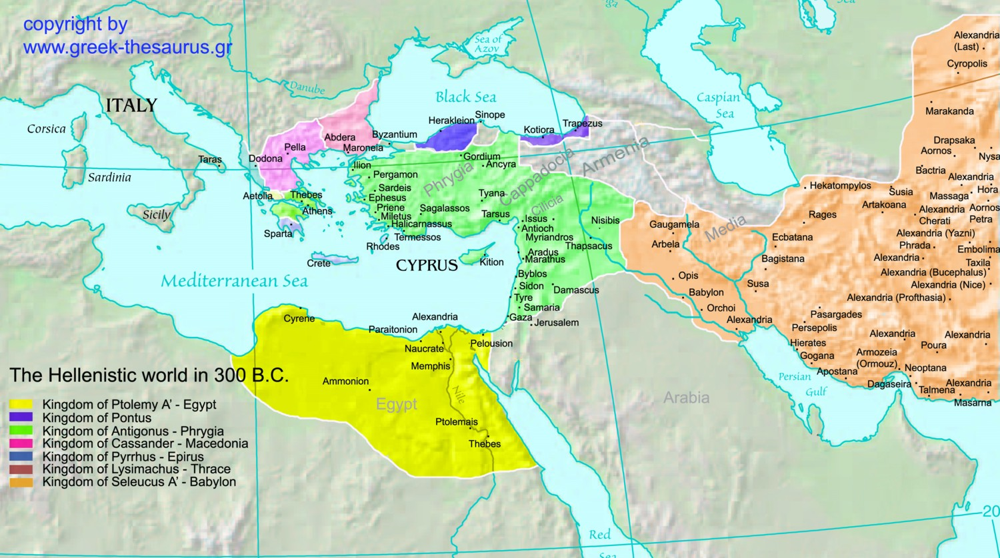 copyright by
www.greek-thesaurus.gr
ITALY
Corsica
Sardinia
Sicily
Taras
Danube
Sea of
Azov
Black Sea
Caspian
Sea
Sea
Herakleion
Sinope
Kotiora
Trapezus
Byzantium
Abdera
Maroneia
Pella
Dodona
Aetolia
Thebes
Athens
Sparta
Ilion
Pergamon
Sardeis
Ephesus
Priene
Miletus
Halicarnassus
Termessos
Sagalassos
Rhodes
Crete
Gordium
Ancyra
Phrygia
Cappadocia
Armenia
Cilicia
Tyana
Tarsus
Issus
Antioch
Myriandros
Nisibis
Thapsacus
Aradus
Marathus
CYPRUS
Kition
Byblos
Sidon
Damascus
Tyre
Samaria
Gaza
Jerusalem
Mediterranean Sea
Cyrene
Paraitonion
Alexandria
Naucrate
Pelousion
Memphis
Ammonion
Egypt
Nile
Ptolemais
Thebes
Red
Sea
Arabia
Media
Gaugamela
Arbela
Opis
Babylon
Orchoi
Alexandria
Ecbatana
Bagistana
Susa
Rages
Hekatompylos
Persian
Gulf
Alexandria
(Last)
Cyropolis
Marakanda
Drapsaka
Aornos
Nysa
Bactria
Alexandria
Susia
Massaga
Hora
Artakoana
Alexandria
Cherati
Aornos
Petra
Alexandria (Yazni)
Phrada
Embolima
Alexandria
Taxila
Alexandria (Bucephalus)
Alexandria (Nice)
Alexandria (Profthasia)
Pasargades
Persepolis
Hierates
Gogana
Apostana
Alexandria
Alexandria
Poura
Armozeia
(Ormouz)
Neoptana
Dagaseira
Talmena
Alexandria
Masarna
20
The Hellenistic world in 300 B.C.
Kingdom of Ptolemy A' - Egypt
Kingdom of Pontus
Kingdom of Antigonus - Phrygia
Kingdom of Cassander - Macedonia
Kingdom of Pyrrhus - Epirus
Kingdom of Lysimachus - Thrace
Kingdom of Seleucus A' - Babylon